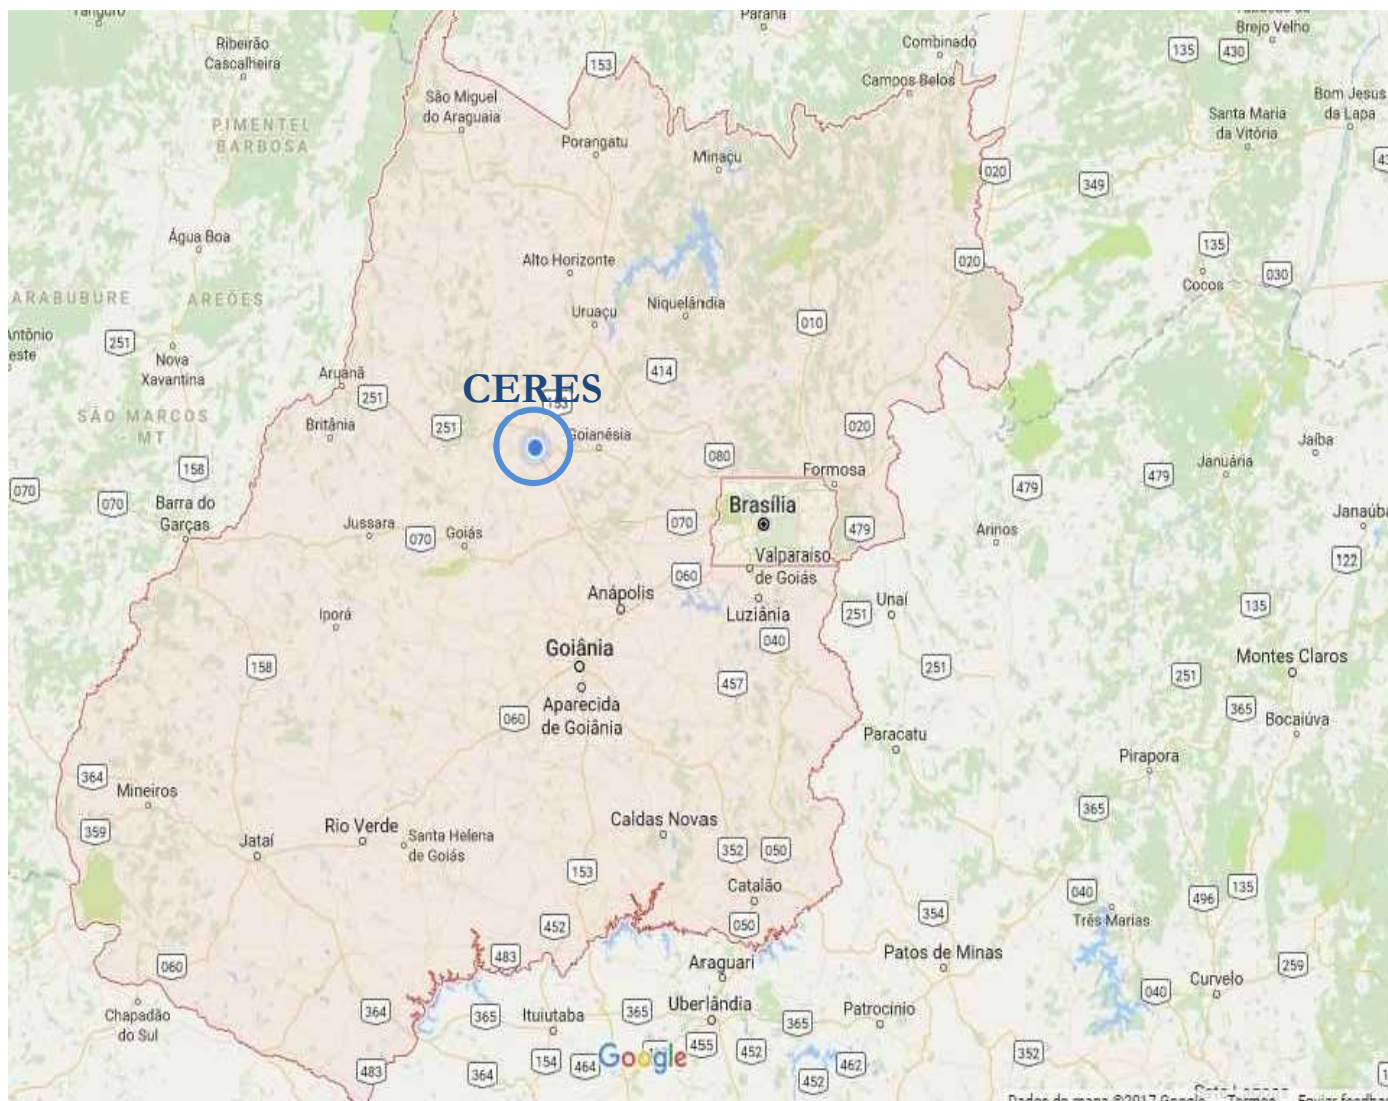 Paranã
Brejo Velho
Ribeirão
Cascalheira
Combinado
135
430
153
Campos Belos
São Miguel
do Araguaia
Bom Jesus
da Lapa
Santa Maria
da Vitória
PIMENTEL
BARBOSA
Porangatu
Minaçu
020
349
Água Boa
135
Alto Horizonte
020
030
Cocos
ARABUBURE
AREÕES
Niquelândia
Uruaçu
010
251
Nova
Xavantina
Aruanã
414
CERES
153
251
SÃO MARCOS
MT
Britânia
251
Goianésia
020
Jaíba
158
080
Formosa
Januária
479
479
070
070
Barra do
Garças
Brasília
Jussara
070
Goiás
070
479
Arinos
Janaúba
122
Valparaíso
de Goiás
060
Anápolis
Luziânia
251
Unaí
135
Iporá
040
Goiânia
158
251
Montes Claros
457
251
Aparecida
de Goiânia
060
365
Bocaiúva
Paracatu
Pirapora
364
Mineiros
365
359
Rio Verde
Santa Helena
de Goiás
Caldas Novas
Jataí
352
050
153
Catalão
040
496
135
Três Marias
354
452
050
483
060
Araguari
Patos de Minas
259
Curvelo
040
Chapadão
do Sul
364
365
Ituiutaba
365
Uberlândia
365
Patrocínio
455
452
352
154
464
Google
462
483
364
452
Dados do mapa ©2017 Google Termos